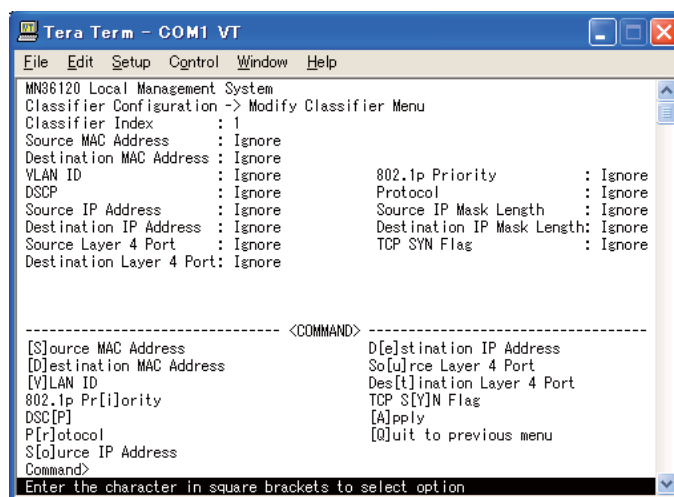 Tera Term - COM1 VT
File Edit Setup Control Window Help
MN36120 Local Management System
Classifier Configuration -> Modify Classifier Menu
Classifier Index : 1
Source MAC Address : Ignore
Destination MAC Address : Ignore
VLAN ID : Ignore 802.1p Priority : Ignore
DSCP : Ignore Protocol : Ignore
Source IP Address : Ignore Source IP Mask Length : Ignore
Destination IP Address : Ignore Destination IP Mask Length: Ignore
Source Layer 4 Port : Ignore TCP SYN Flag : Ignore
Destination Layer 4 Port: Ignore
-------------------------------- <COMMAND> -----------------------------------
[S]ource MAC Address D[e]stination IP Address
[D]estination MAC Address So[u]rce Layer 4 Port
[V]LAN ID Des[t]ination Layer 4 Port
802.1p Pr[i]ority TCP S[Y]N Flag
DSC[P] [A]pply
P[r]otocol [Q]uit to previous menu
S[o]urce IP Address
Command>
Enter the character in square brackets to select option